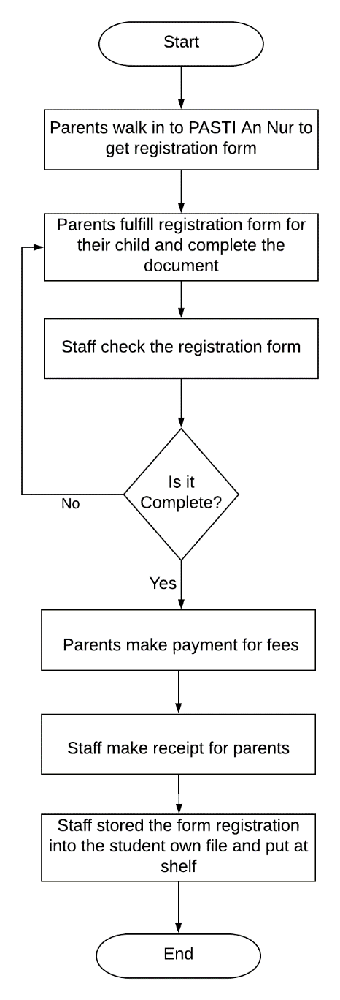 Start
Parents walk in to PASTI An Nur to
get registration form
Parents fulfill registration form for
their child and complete the
document
Staff check the registration form
Is it
Complete?
No
Yes
Parents make payment for fees
Staff make receipt for parents
Staff stored the form registration
into the student own file and put at
shelf
End